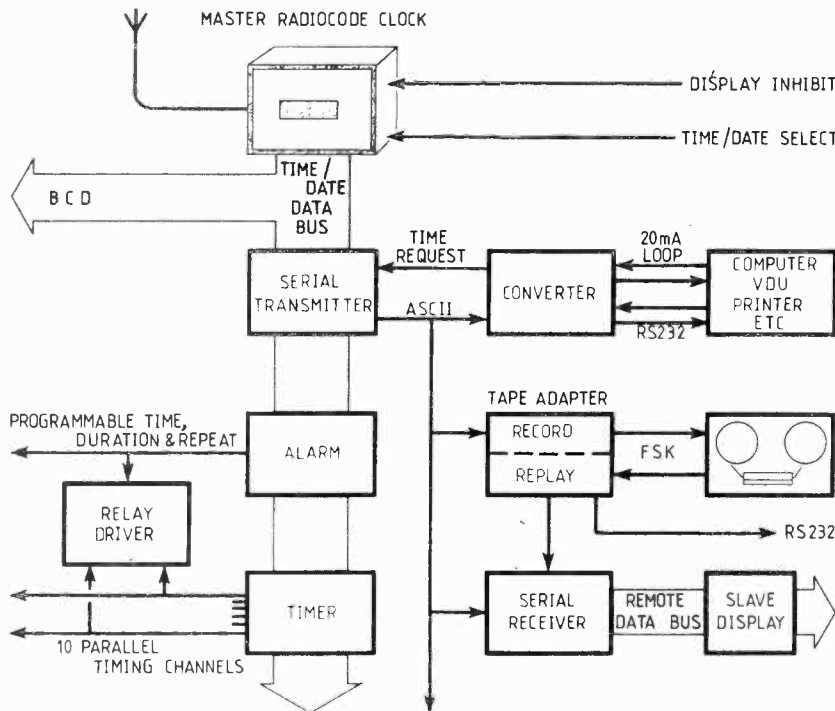 MASTER RADIOCODE CLOCK
DISPLAY INHIBIT
TIME/DATE SELECT
TIME/
DATE
DATA
BUS
BCD
TIME
REQUEST
20mA
LOOP
SERIAL
TRANSMITTER
CONVERTER
COMPUTER
VDU
PRINTER
ETC
ASCII
RS232
PROGRAMMABLE TIME,
DURATION & REPEAT
ALARM
TAPE ADAPTER
RECORD
REPLAY
FSK
RELAY
DRIVER
RS232
TIMER
SERIAL
RECEIVER
REMOTE
DATA BUS
SLAVE
DISPLAY
10 PARALLEL
TIMING CHANNELS